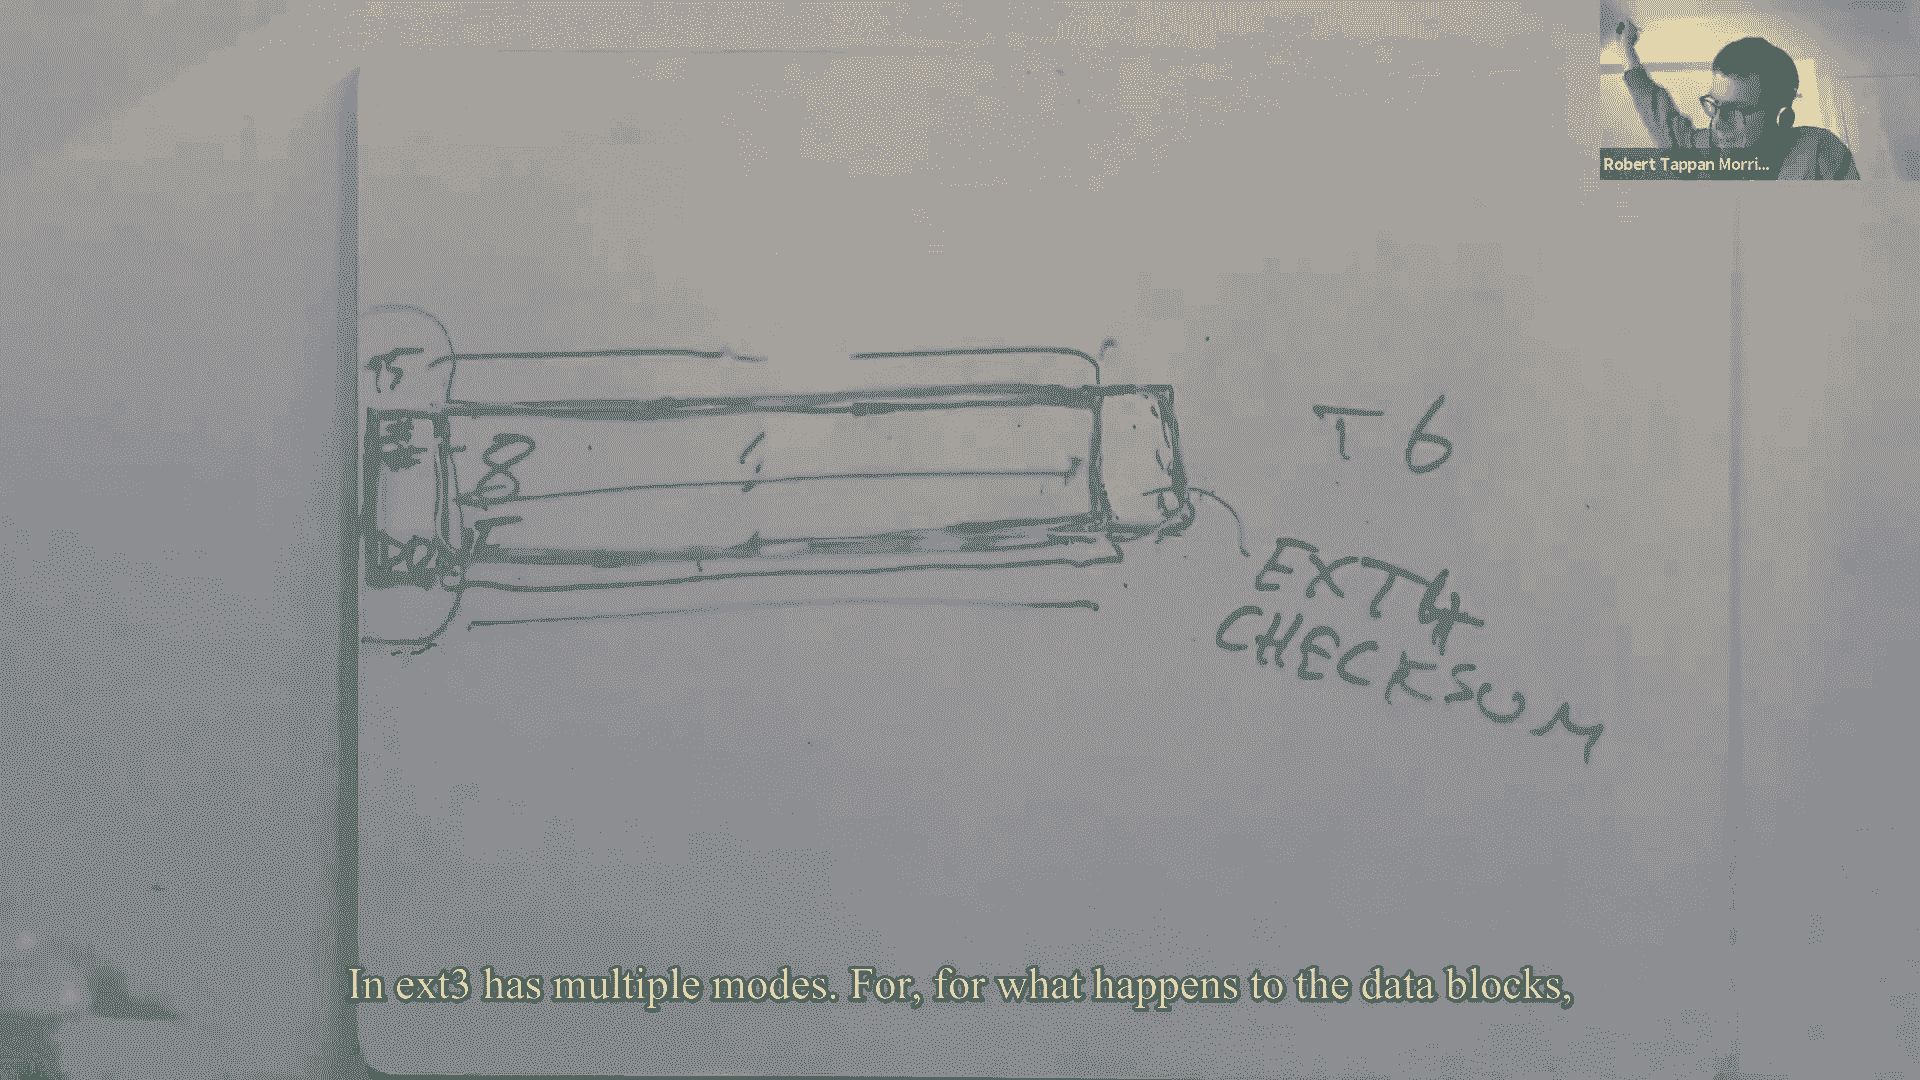 Robert Tappan Morri...
T5
8
T6
EXT4
CHECKSUM
In ext3 has multiple modes. For, for what happens to the data blocks,